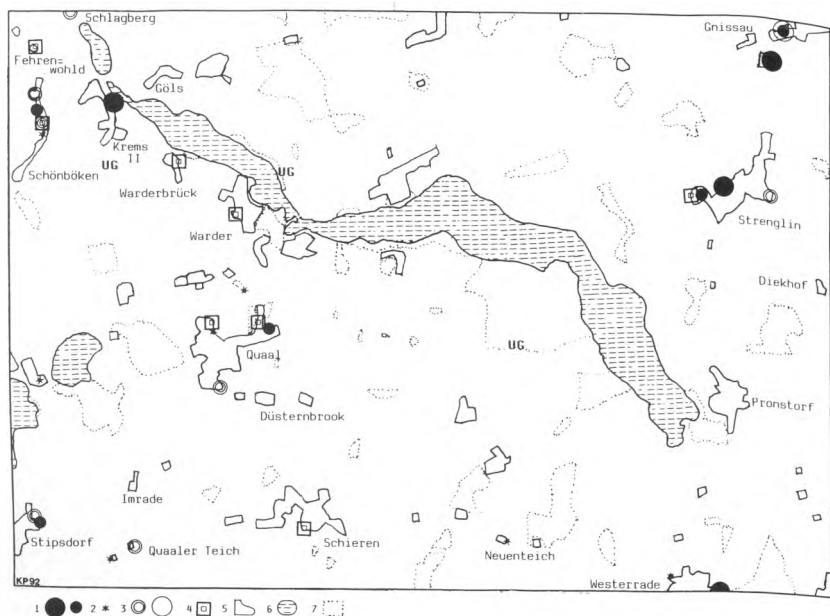 Schlagberg
Gnissau
Fehren=
wohld
Göls
Krems
II
UG
UG
Schönböken
Warderbrück
Warder
Strenglin
Diekhof
Quaal
UG
Pronstorf
Düsternbrook
Imrade
Stipsdorf
Quaaler Teich
Schieren
Neuenteich
Westerrade
KP92
1 2 * 3 4 5 6 7